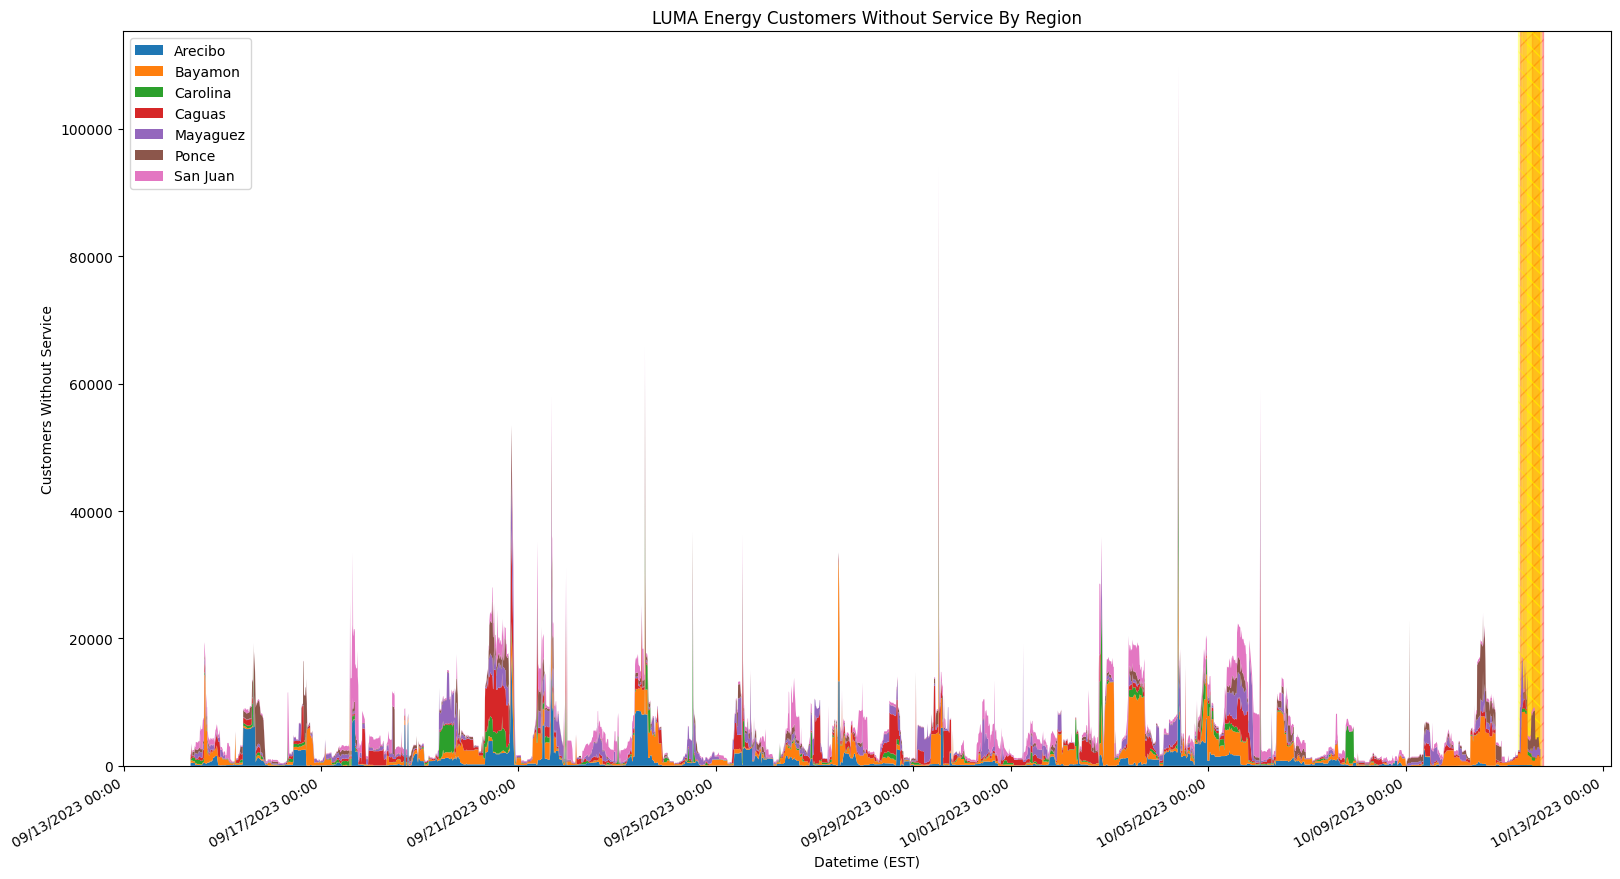 LUMA Energy Customers Without Service By Region
Arecibo
Bayamon
Carolina
Caguas
Mayaguez
Ponce
San Juan
100000
80000
60000
40000
20000
0
Customers Without Service
09/13/2023 00:00
09/17/2023 00:00
09/21/2023 00:00
09/25/2023 00:00
09/29/2023 00:00
10/01/2023 00:00
10/05/2023 00:00
10/09/2023 00:00
10/13/2023 00:00
Datetime (EST)